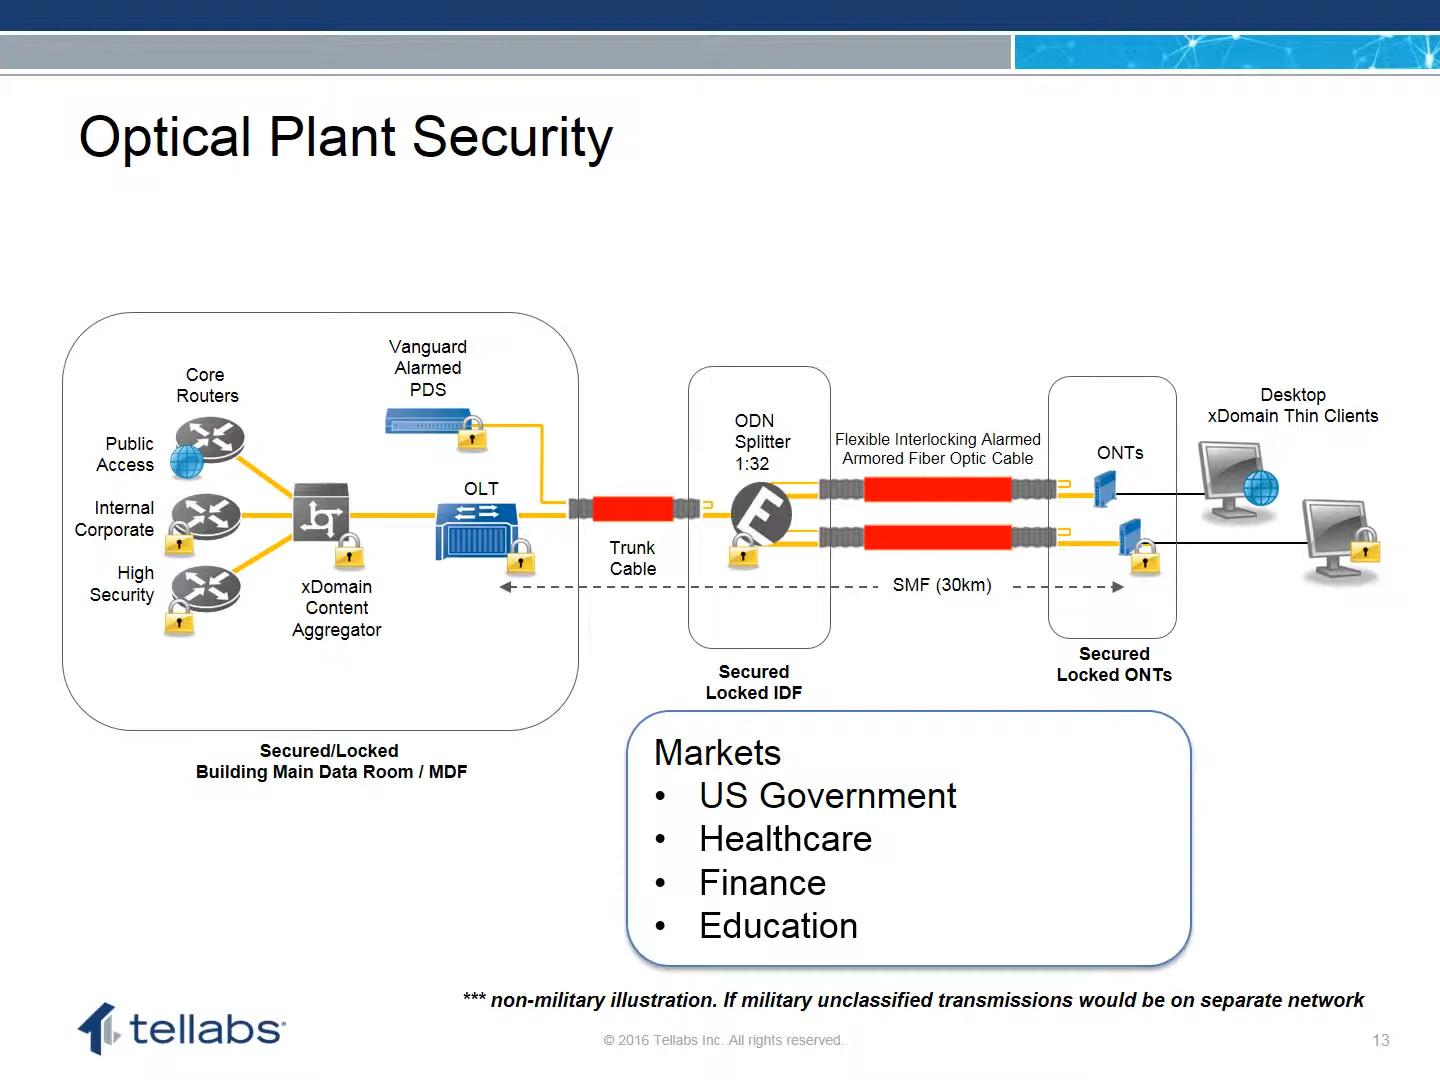 Optical Plant Security
Vanguard
Alarmed
PDS
Core
Routers
Public
Access
Internal
Corporate
High
Security
xDomain
Content
Aggregator
OLT
Trunk
Cable
ODN
Splitter
1:32
Flexible Interlocking Alarmed
Armored Fiber Optic Cable
ONTs
Desktop
xDomain Thin Clients
SMF (30km)
Secured/Locked
Building Main Data Room / MDF
Secured
Locked IDF
Secured
Locked ONTs
Markets
• US Government
• Healthcare
• Finance
• Education
*** non-military illustration. If military unclassified transmissions would be on separate network
tellabs
© 2016 Tellabs Inc. All rights reserved.
13